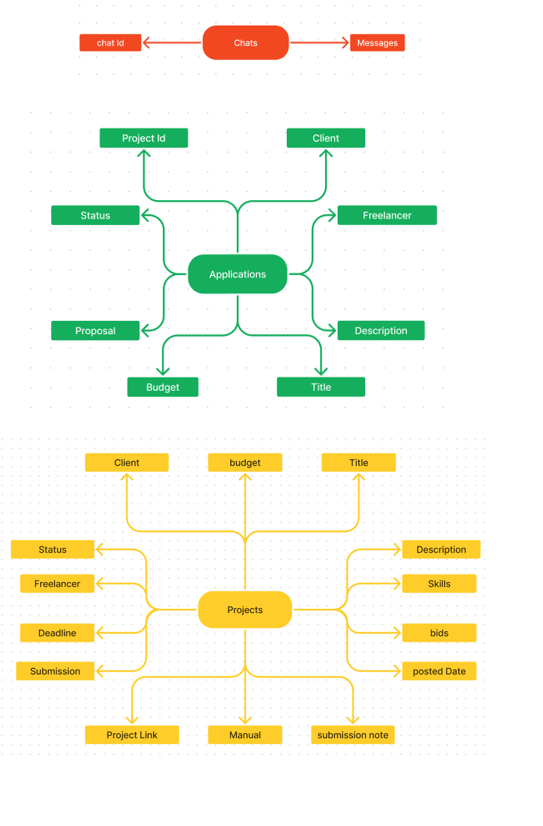 chat Id
Chats
Messages
Project Id
Client
Status
Freelancer
Applications
Proposal
Description
Budget
Title
Client
budget
Title
Status
Description
Freelancer
Skills
Projects
Deadline
bids
Submission
posted Date
Project Link
Manual
submission note